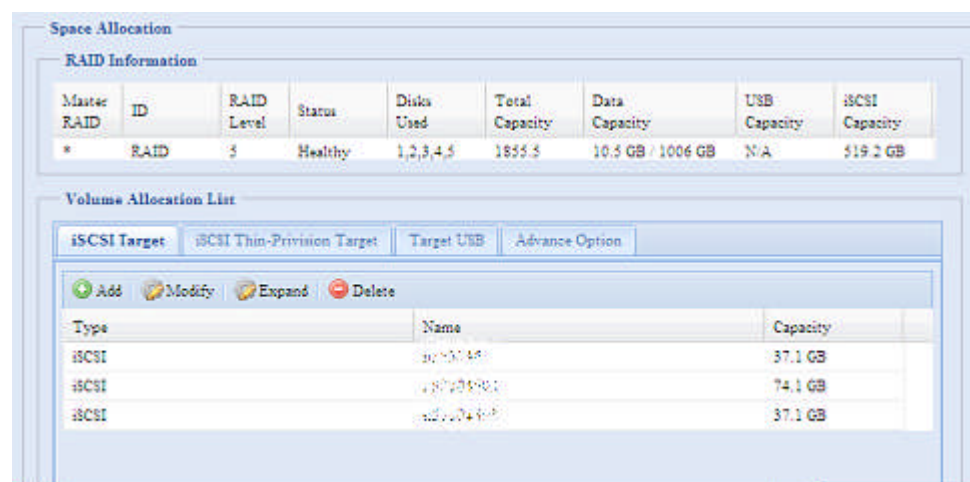 Space Allocation
RAID Information
Master RAID ID RAID Level Status Disks Used Total Capacity Data Capacity USB Capacity iSCSI Capacity
* RAID 5 Healthy 1,2,3,4,5 1855.5 10.5 GB / 1006 GB N/A 519.2 GB
Volume Allocation List
iSCSI Target iSCSI Thin-Privision Target Target USB Advance Option
Add Modify Expand Delete
Type Name Capacity
iSCSI 37.1 GB
iSCSI 74.1 GB
iSCSI 37.1 GB